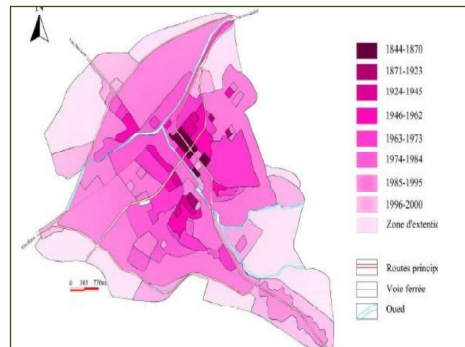 N
1844-1870
1871-1923
1924-1945
1946-1962
1963-1973
1974-1984
1985-1995
1996-2000
Zone d'extentic
Routes principa
Voie ferrée
Oued
0 385 770m